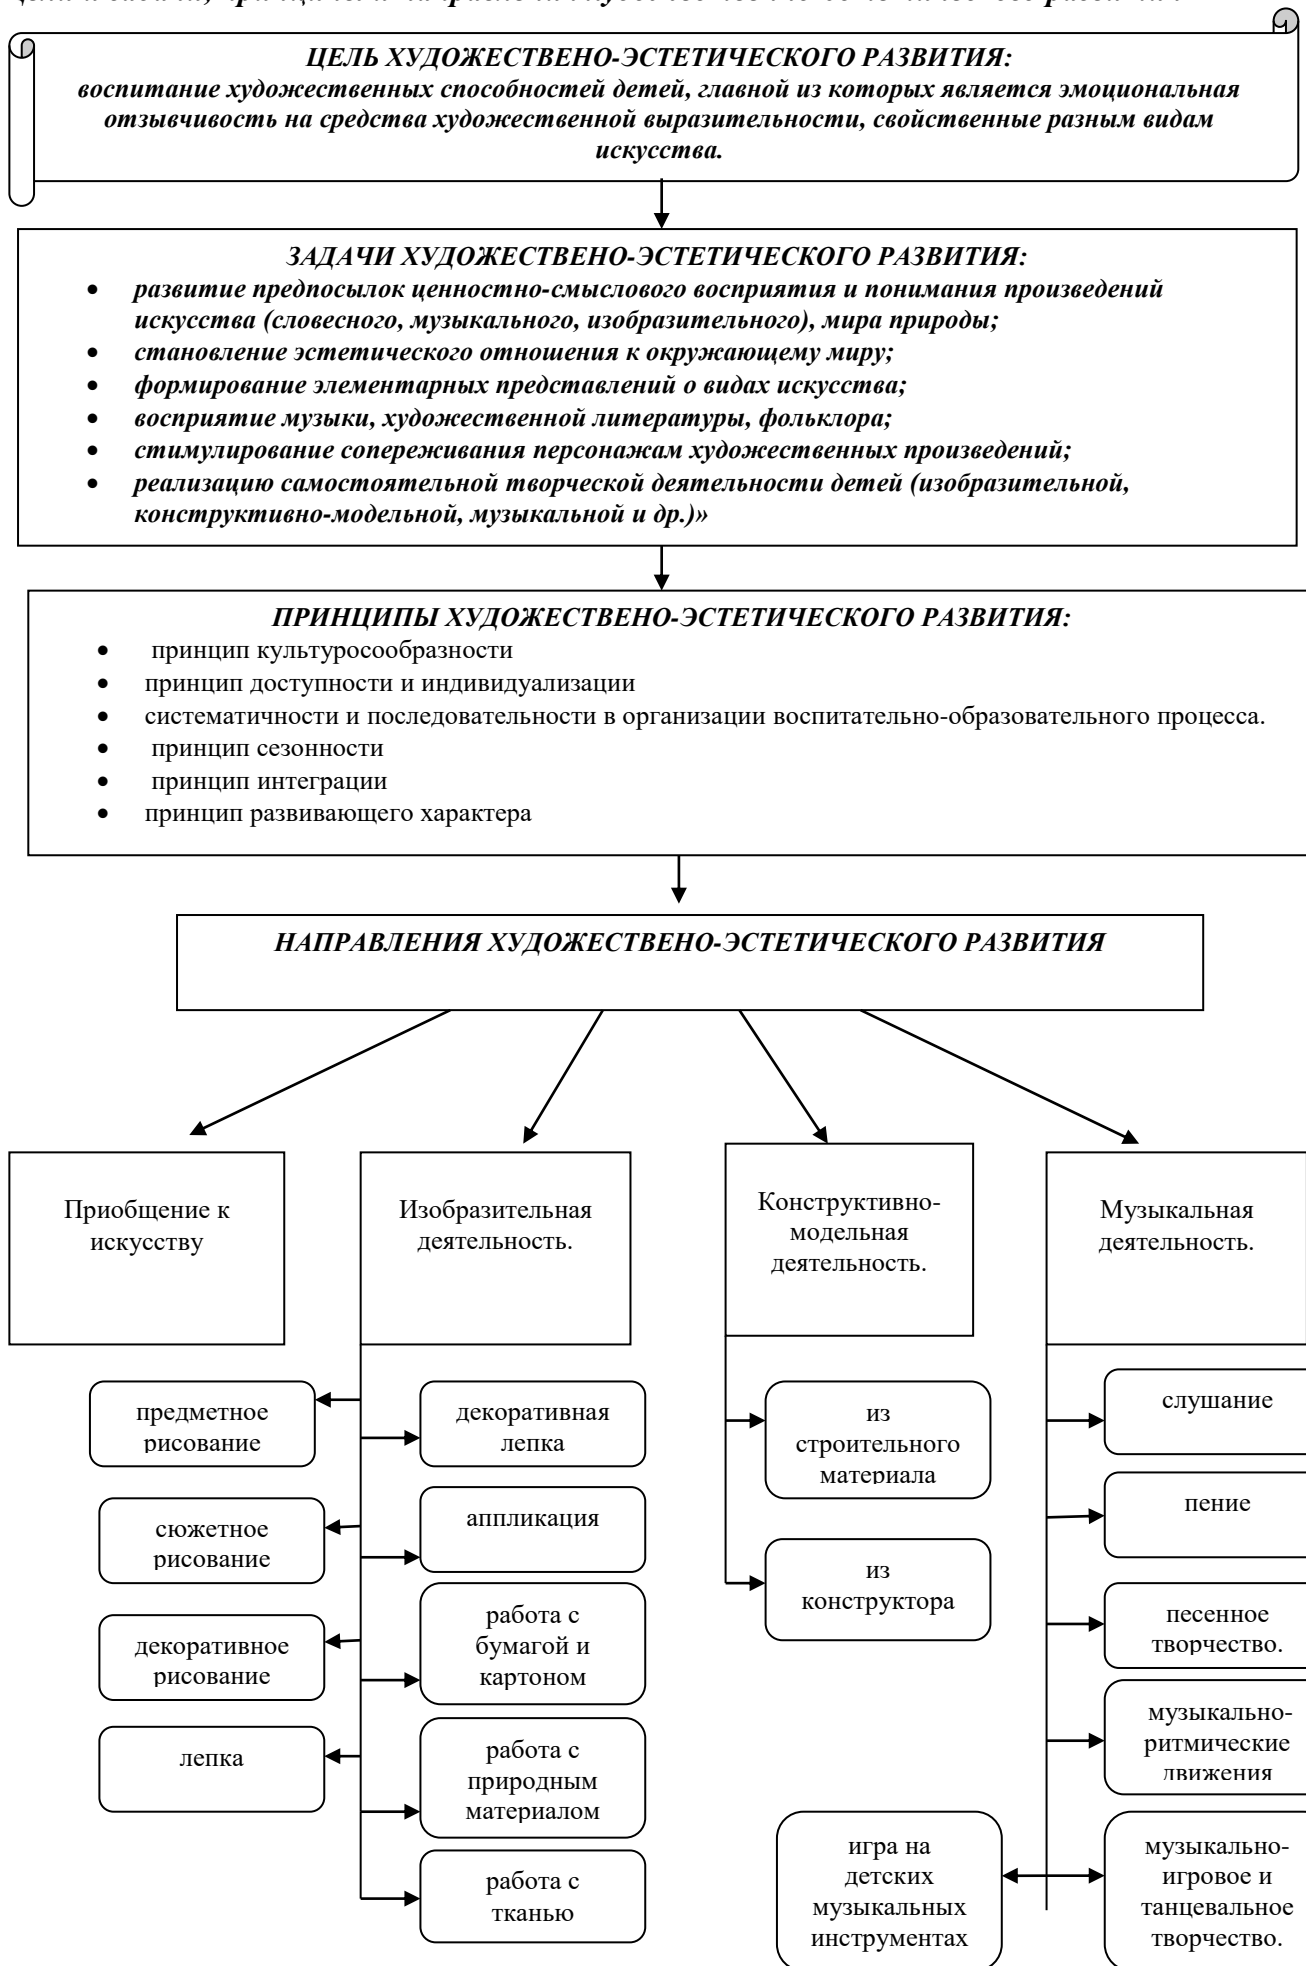 ЦЕЛЬ ХУДОЖЕСТВЕНО-ЭСТЕТИЧЕСКОГО РАЗВИТИЯ:
воспитание художественных способностей детей, главной из которых является эмоциональная
отзывчивость на средства художественной выразительности, свойственные разным видам
искусства.
ЗАДАЧИ ХУДОЖЕСТВЕНО-ЭСТЕТИЧЕСКОГО РАЗВИТИЯ:
• развитие предпосылок ценностно-смыслового восприятия и понимания произведений
искусства (словесного, музыкального, изобразительного), мира природы;
• становление эстетического отношения к окружающему миру;
• формирование элементарных представлений о видах искусства;
• восприятие музыки, художественной литературы, фольклора;
• стимулирование сопереживания персонажам художественных произведений;
• реализацию самостоятельной творческой деятельности детей (изобразительной,
конструктивно-модельной, музыкальной и др.)»
ПРИНЦИПЫ ХУДОЖЕСТВЕНО-ЭСТЕТИЧЕСКОГО РАЗВИТИЯ:
• принцип культуросообразности
• принцип доступности и индивидуализации
• систематичности и последовательности в организации воспитательно-образовательного процесса.
• принцип сезонности
• принцип интеграции
• принцип развивающего характера
НАПРАВЛЕНИЯ ХУДОЖЕСТВЕНО-ЭСТЕТИЧЕСКОГО РАЗВИТИЯ
Приобщение к
искусству
Изобразительная
деятельность.
Конструктивно-
модельная
деятельность.
Музыкальная
деятельность.
предметное
рисование
сюжетное
рисование
декоративное
рисование
лепка
декоративная
лепка
аппликация
работа с
бумагой и
картоном
работа с
природным
материалом
работа с
тканью
из
строительного
материала
из
конструктора
слушание
пение
песенное
творчество.
музыкально-
ритмические
движения
игра на
детских
музыкальных
инструментах
музыкально-
игровое и
танцевальное
творчество.